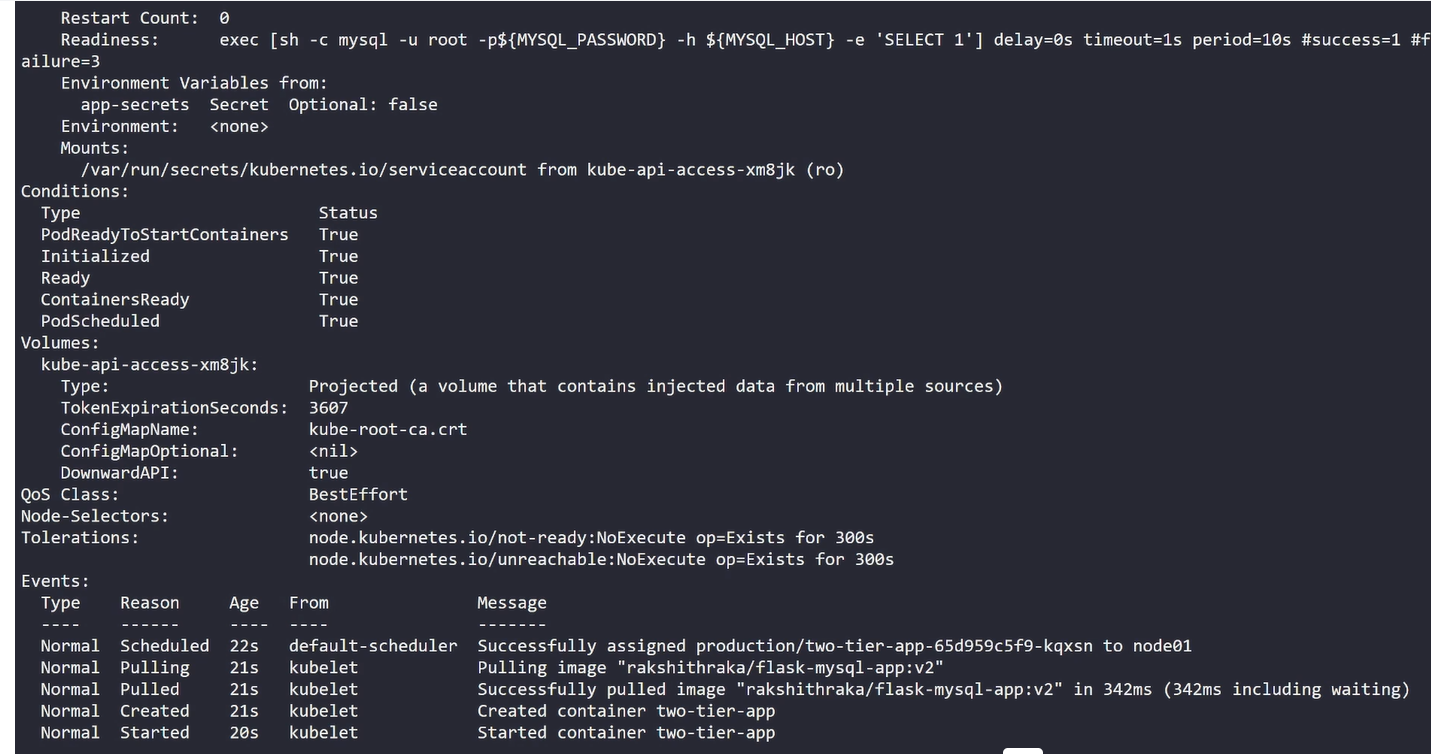 Restart Count:  0
Readiness:      exec [sh -c mysql -u root -p${MYSQL_PASSWORD} -h ${MYSQL_HOST} -e 'SELECT 1'] delay=0s timeout=1s period=10s #success=1 #f
ailure=3
Environment Variables from:
app-secrets  Secret  Optional: false
Environment:   <none>
Mounts:
/var/run/secrets/kubernetes.io/serviceaccount from kube-api-access-xm8jk (ro)
Conditions:
Type                        Status
PodReadyToStartContainers   True
Initialized                 True
Ready                       True
ContainersReady             True
PodScheduled                True
Volumes:
kube-api-access-xm8jk:
Type:                    Projected (a volume that contains injected data from multiple sources)
TokenExpirationSeconds:  3607
ConfigMapName:           kube-root-ca.crt
ConfigMapOptional:       <nil>
DownwardAPI:             true
QoS Class:                   BestEffort
Node-Selectors:              <none>
Tolerations:                 node.kubernetes.io/not-ready:NoExecute op=Exists for 300s
node.kubernetes.io/unreachable:NoExecute op=Exists for 300s
Events:
Type    Reason     Age   From               Message
----    ------     ----  ----               -------
Normal  Scheduled  22s   default-scheduler  Successfully assigned production/two-tier-app-65d959c5f9-kqxsn to node01
Normal  Pulling    21s   kubelet            Pulling image "rakshithraka/flask-mysql-app:v2"
Normal  Pulled     21s   kubelet            Successfully pulled image "rakshithraka/flask-mysql-app:v2" in 342ms (342ms including waiting)
Normal  Created    21s   kubelet            Created container two-tier-app
Normal  Started    20s   kubelet            Started container two-tier-app